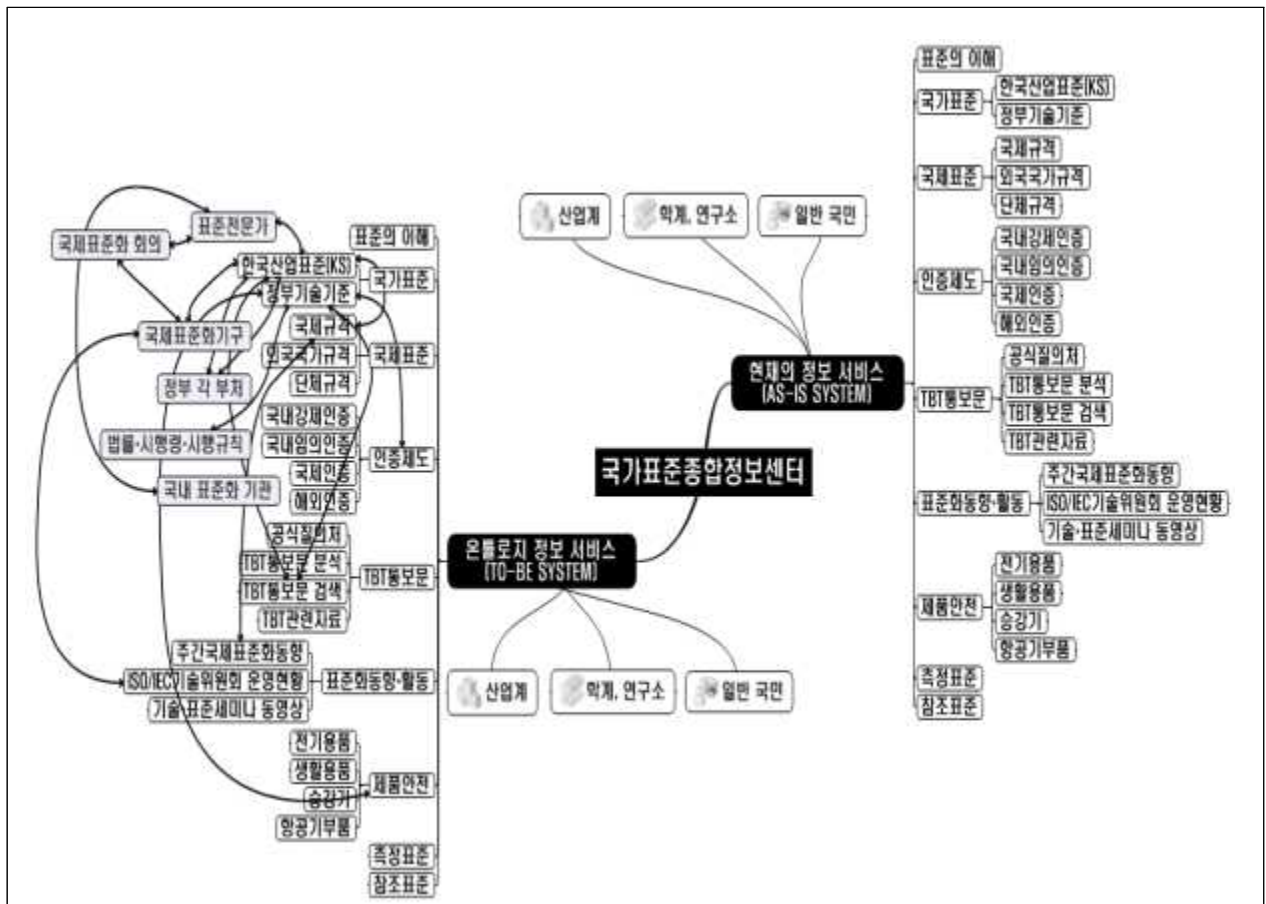 표준의 이해
국가표준
한국산업표준(KS)
정부기술기준
국제표준
국제규격
외국국가규격
단체규격
인증제도
국내강제인증
국내임의인증
국제인증
해외인증
TBT통보문
공식질의처
TBT통보문 분석
TBT통보문 검색
TBT관련자료
표준화동향·활동
주간국제표준화동향
ISO/IEC기술위원회 운영현황
기술·표준세미나 동영상
제품안전
전기용품
생활용품
승강기
항공기부품
측정표준
참조표준
산업계
학계, 연구소
일반 국민
현재의 정보 서비스
(AS-IS SYSTEM)
국가표준종합정보센터
온톨로지 정보 서비스
(TO-BE SYSTEM)
산업계
학계, 연구소
일반 국민
표준전문가
국제표준화 회의
국제표준화기구
정부 각 부처
법률·시행령·시행규칙
국내 표준화 기관
표준의 이해
한국산업표준(KS)
정부기술기준
국가표준
국제규격
외국국가규격
단체규격
국제표준
국내강제인증
국내임의인증
국제인증
해외인증
인증제도
공식질의처
TBT통보문 분석
TBT통보문 검색
TBT관련자료
TBT통보문
주간국제표준화동향
ISO/IEC기술위원회 운영현황
기술·표준세미나 동영상
표준화동향·활동
전기용품
생활용품
승강기
항공기부품
제품안전
측정표준
참조표준